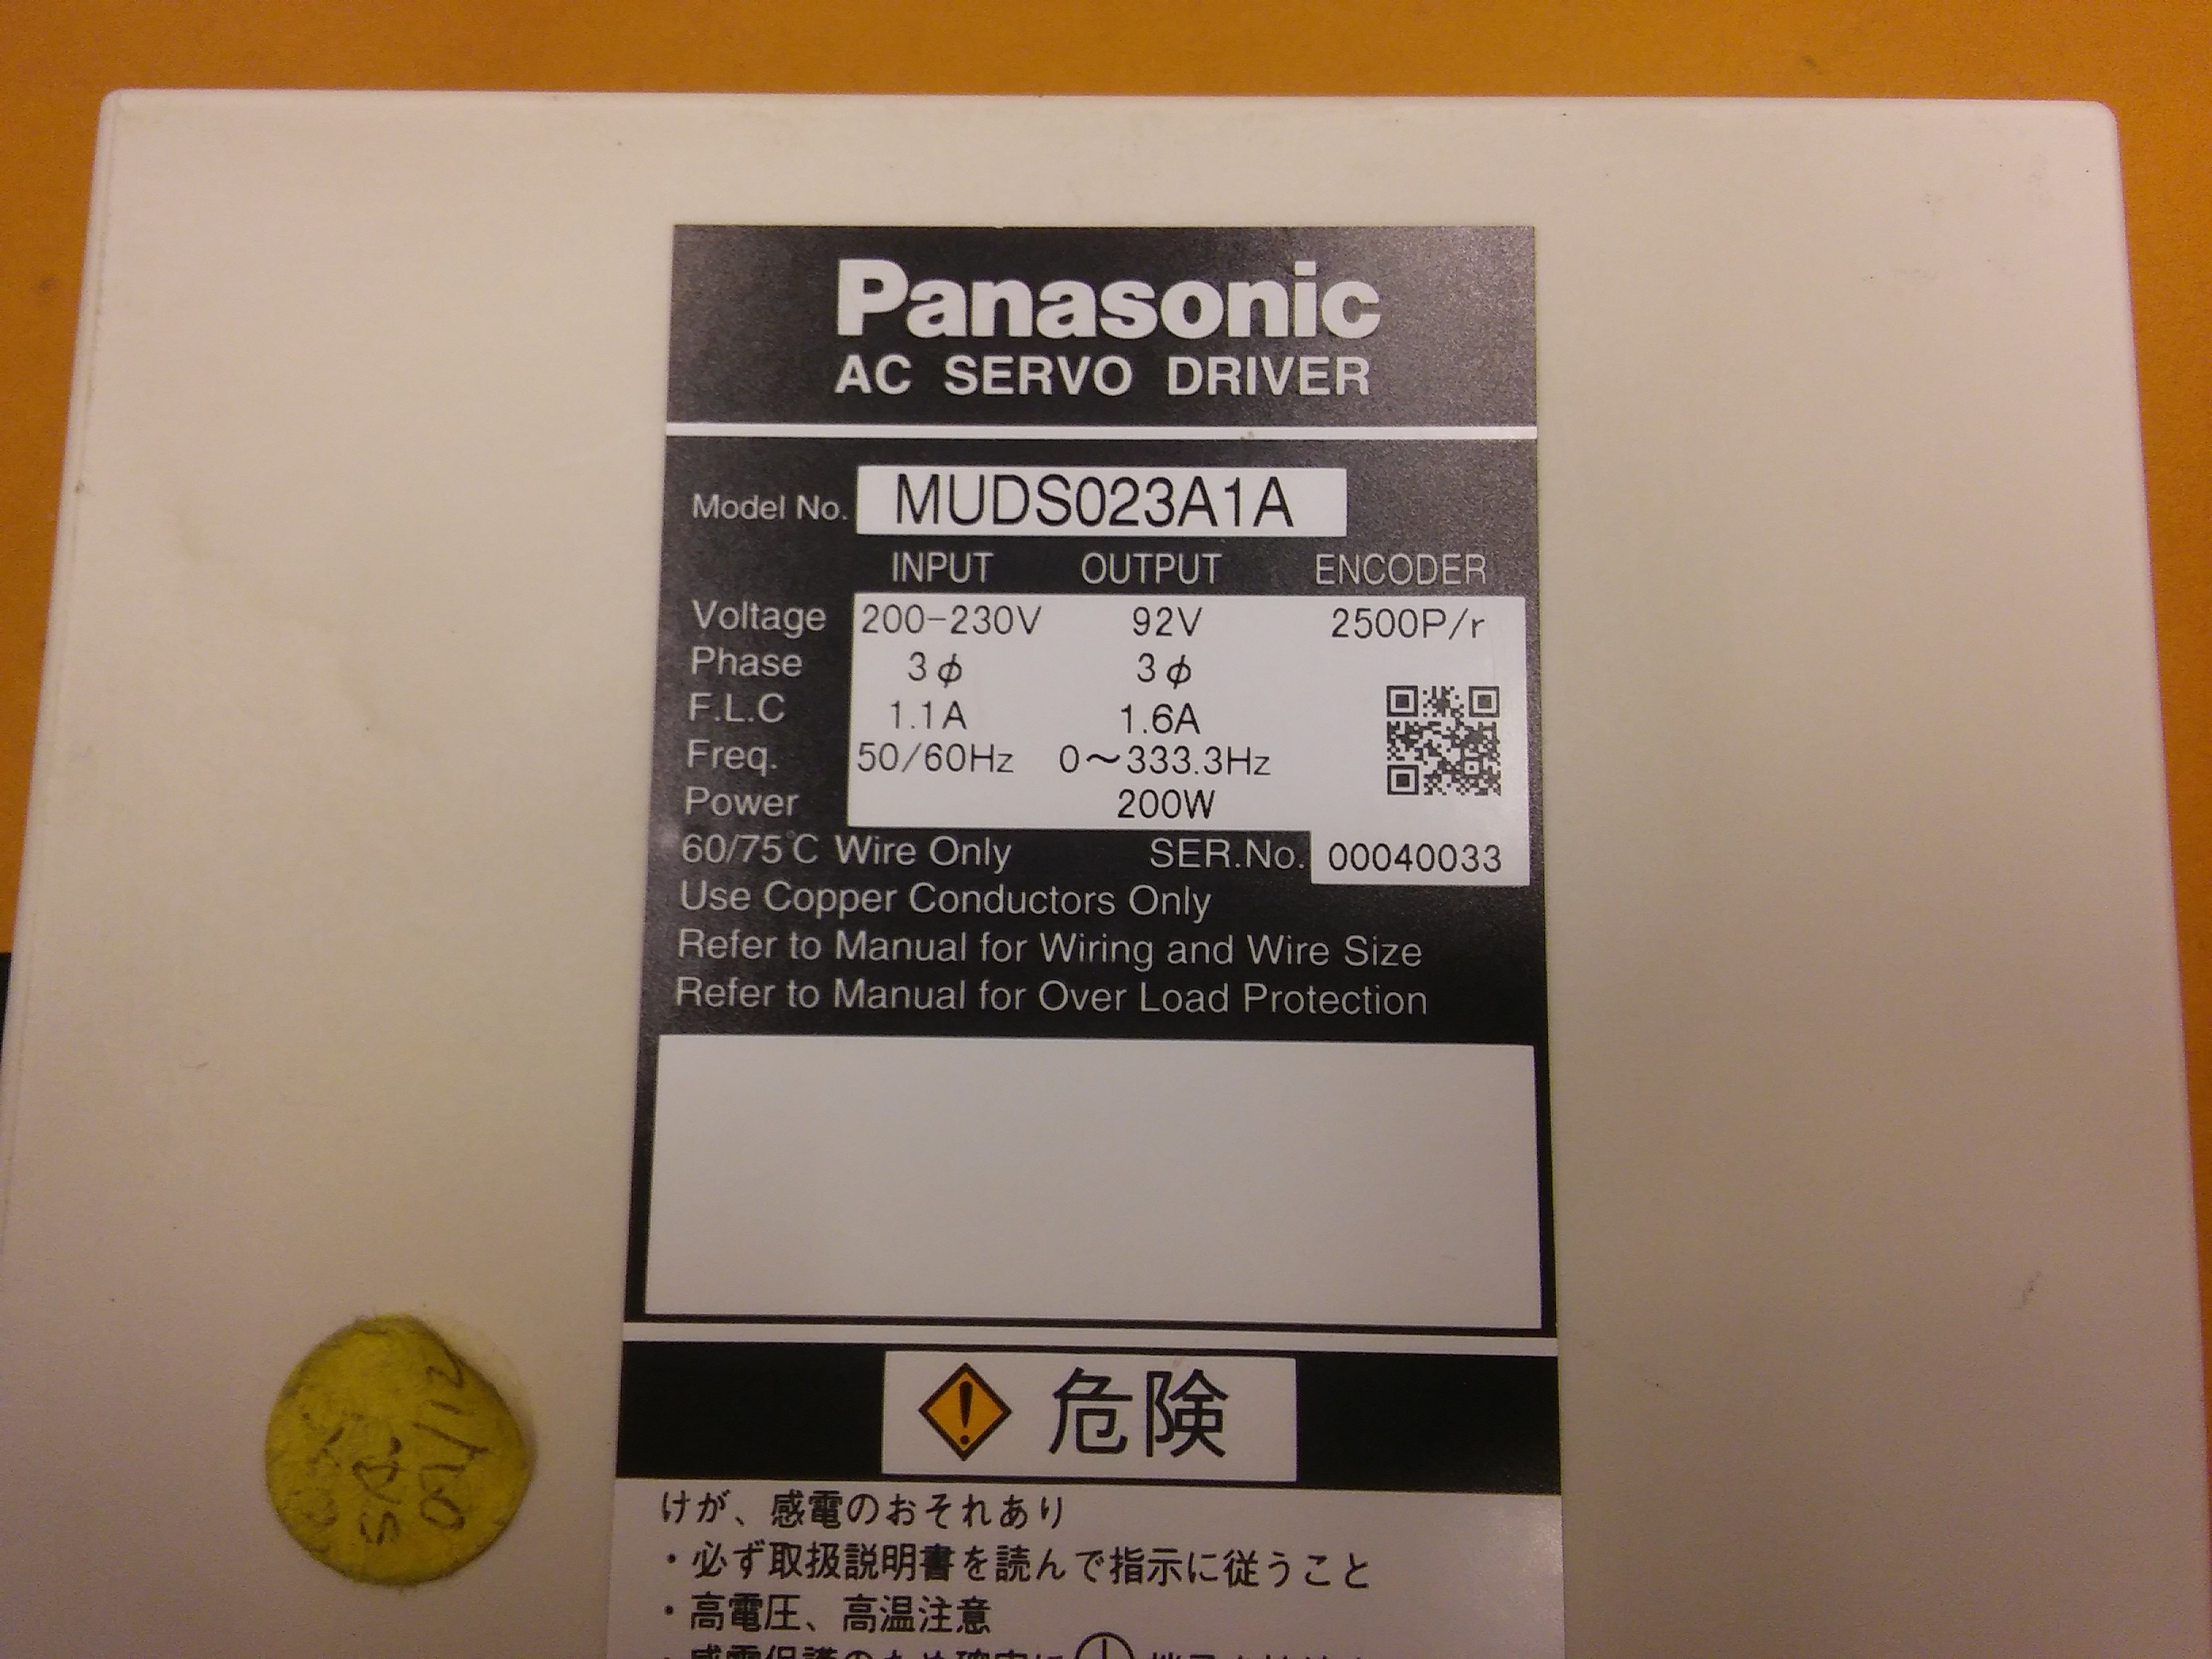 Panasonic
AC SERVO DRIVER
Model No. MUDS023A1A
INPUT OUTPUT ENCODER
Voltage 200-230V 92V 2500P/r
Phase 3ϕ 3ϕ
F.L.C 1.1A 1.6A
Freq. 50/60Hz 0~333.3Hz
Power 200W
60/75°C Wire Only SER.No. 00040033
Use Copper Conductors Only
Refer to Manual for Wiring and Wire Size
Refer to Manual for Over Load Protection
危険
けが、感電のおそれあり
・必ず取扱説明書を読んで指示に従うこと
・高電圧、高温注意